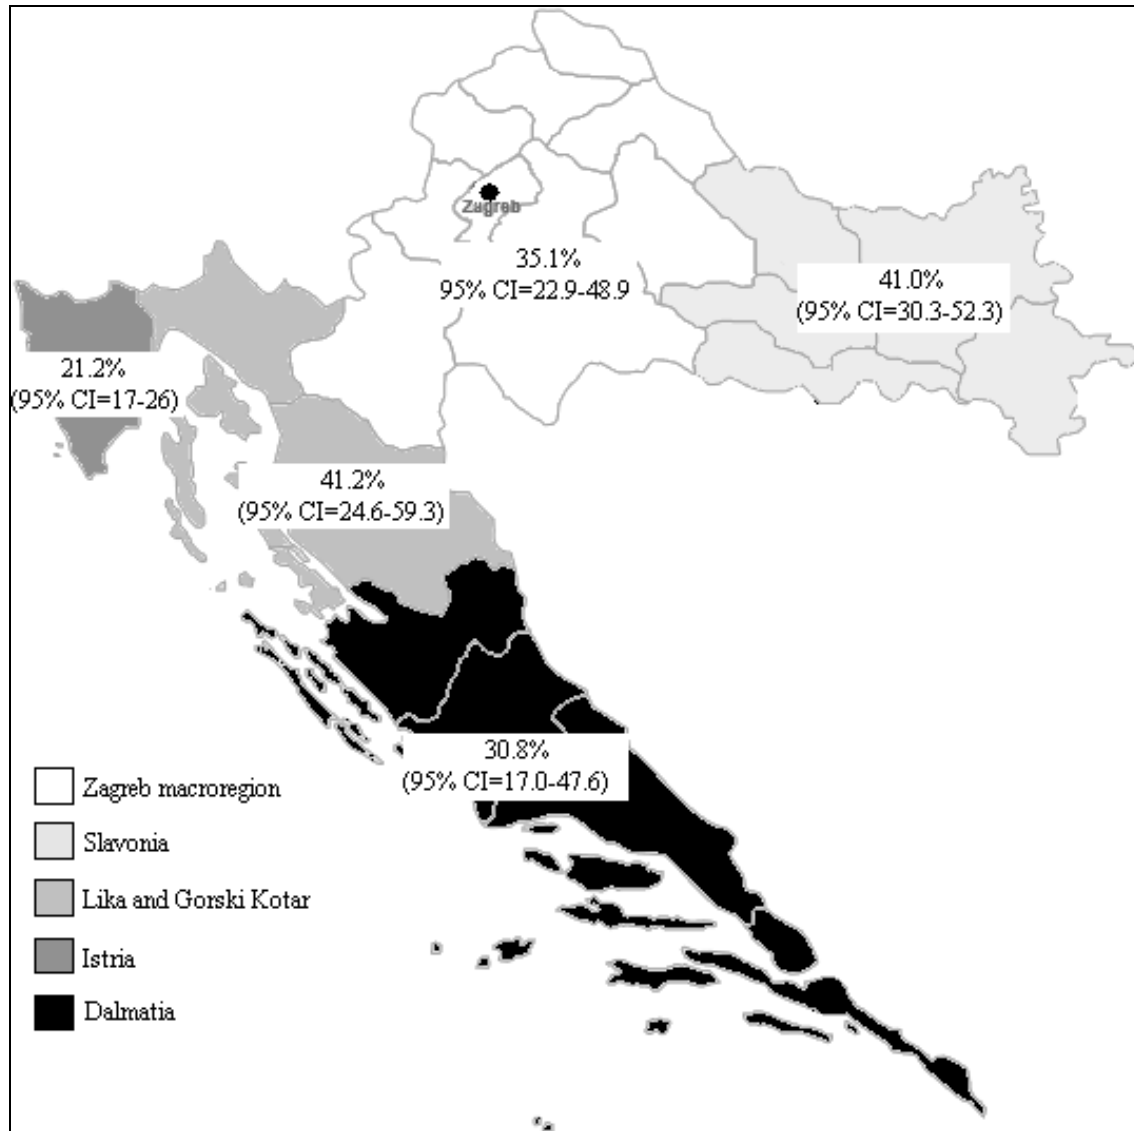 Zagreb
35.1%
95% CI=22.9-48.9
41.0%
(95% CI=30.3-52.3)
21.2%
(95% CI=17-26)
41.2%
(95% CI=24.6-59.3)
30.8%
(95% CI=17.0-47.6)
Zagreb macroregion
Slavonia
Lika and Gorski Kotar
Istria
Dalmatia